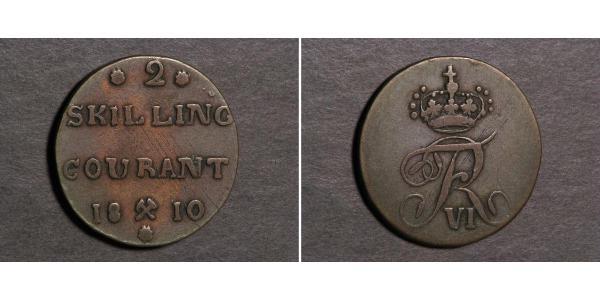 2
SKILLING
COURANT
18 ⚒ 10
FR
VI